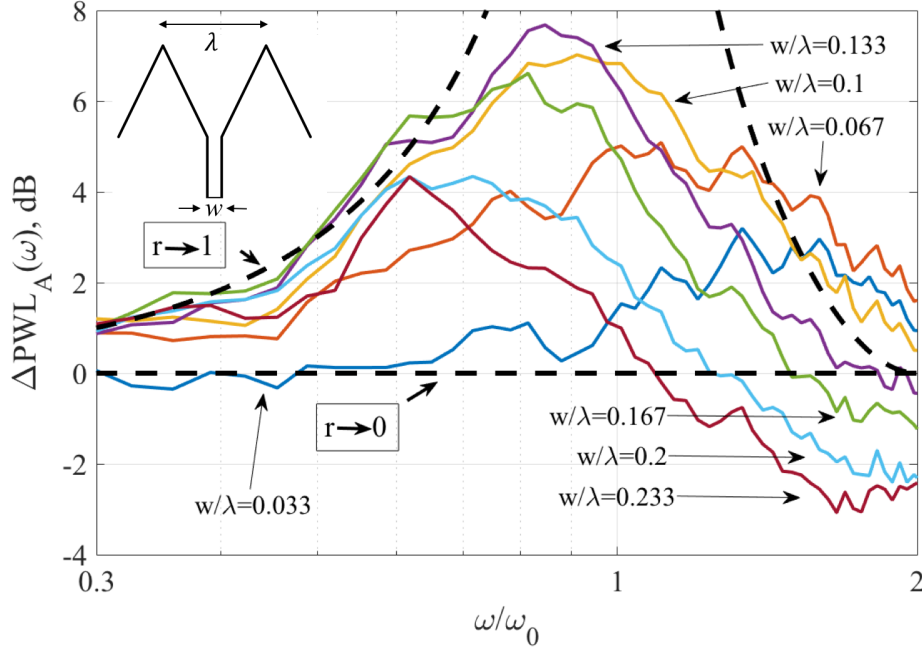 8
6
4
2
0
-2
-4
ΔPWL_A(ω), dB
λ
w
r→1
r→0
w/λ=0.133
w/λ=0.1
w/λ=0.067
w/λ=0.167
w/λ=0.2
w/λ=0.233
w/λ=0.033
0.3
1
2
ω/ω_0